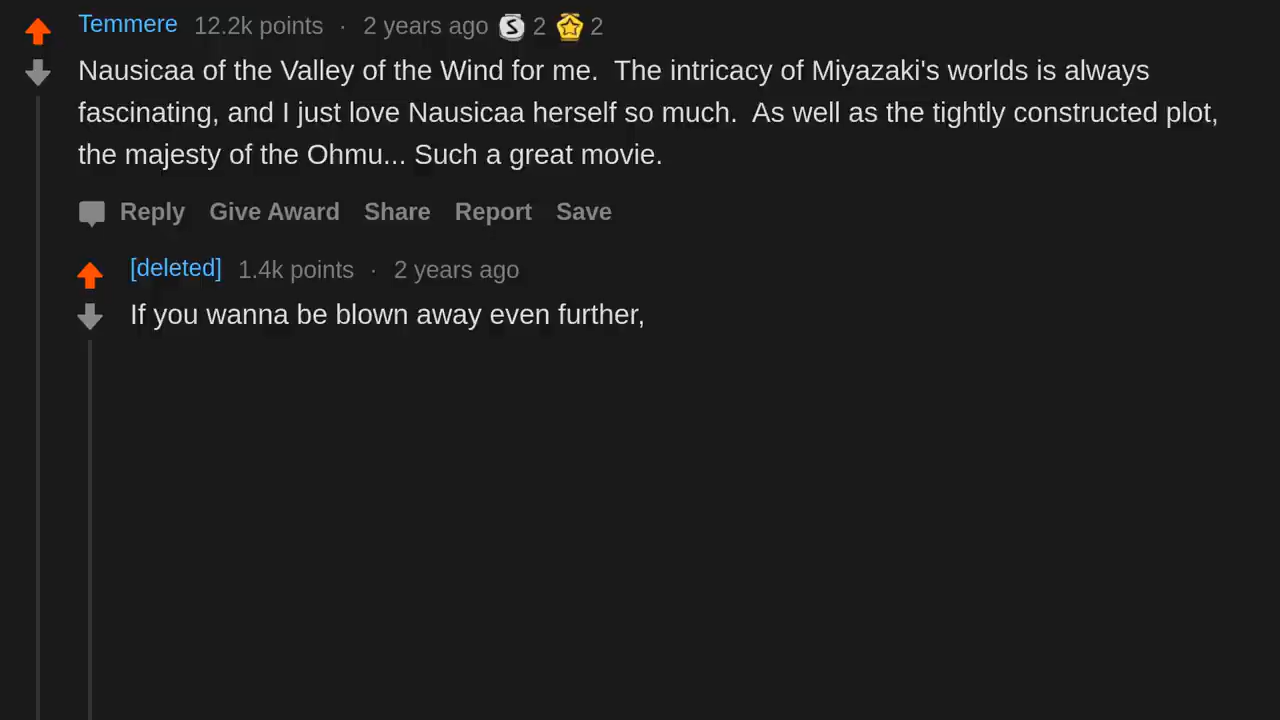 Temmere 12.2k points · 2 years ago S 2 2
Nausicaa of the Valley of the Wind for me.  The intricacy of Miyazaki's worlds is always
fascinating, and I just love Nausicaa herself so much.  As well as the tightly constructed plot,
the majesty of the Ohmu... Such a great movie.
Reply Give Award Share Report Save
[deleted] 1.4k points · 2 years ago
If you wanna be blown away even further,